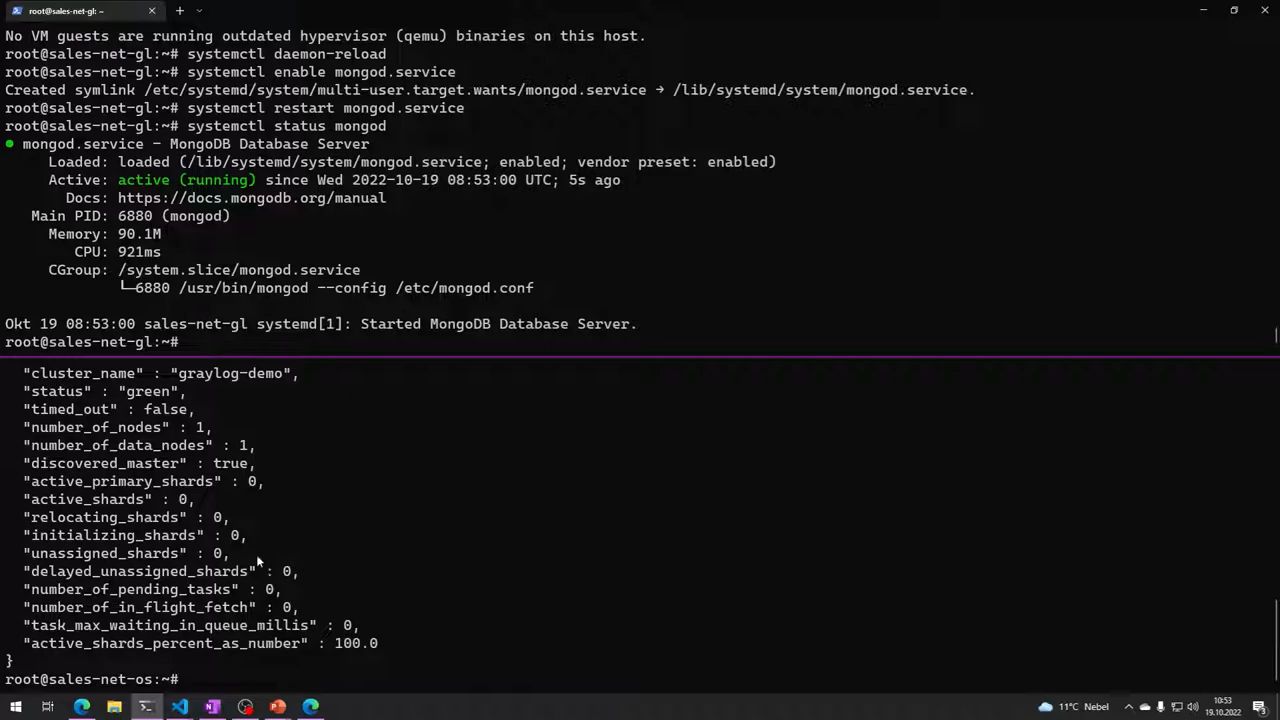 root@sales-net-gl: ~
No VM guests are running outdated hypervisor (qemu) binaries on this host.
root@sales-net-gl:~# systemctl daemon-reload
root@sales-net-gl:~# systemctl enable mongod.service
Created symlink /etc/systemd/system/multi-user.target.wants/mongod.service → /lib/systemd/system/mongod.service.
root@sales-net-gl:~# systemctl restart mongod.service
root@sales-net-gl:~# systemctl status mongod
● mongod.service - MongoDB Database Server
Loaded: loaded (/lib/systemd/system/mongod.service; enabled; vendor preset: enabled)
Active: active (running) since Wed 2022-10-19 08:53:00 UTC; 5s ago
Docs: https://docs.mongodb.org/manual
Main PID: 6880 (mongod)
Memory: 90.1M
CPU: 921ms
CGroup: /system.slice/mongod.service
└─6880 /usr/bin/mongod --config /etc/mongod.conf
Okt 19 08:53:00 sales-net-gl systemd[1]: Started MongoDB Database Server.
root@sales-net-gl:~#
"cluster_name" : "graylog-demo",
"status" : "green",
"timed_out" : false,
"number_of_nodes" : 1,
"number_of_data_nodes" : 1,
"discovered_master" : true,
"active_primary_shards" : 0,
"active_shards" : 0,
"relocating_shards" : 0,
"initializing_shards" : 0,
"unassigned_shards" : 0,
"delayed_unassigned_shards" : 0,
"number_of_pending_tasks" : 0,
"number_of_in_flight_fetch" : 0,
"task_max_waiting_in_queue_millis" : 0,
"active_shards_percent_as_number" : 100.0
}
root@sales-net-os:~#
11°C Nebel
10:53
19.10.2022
3